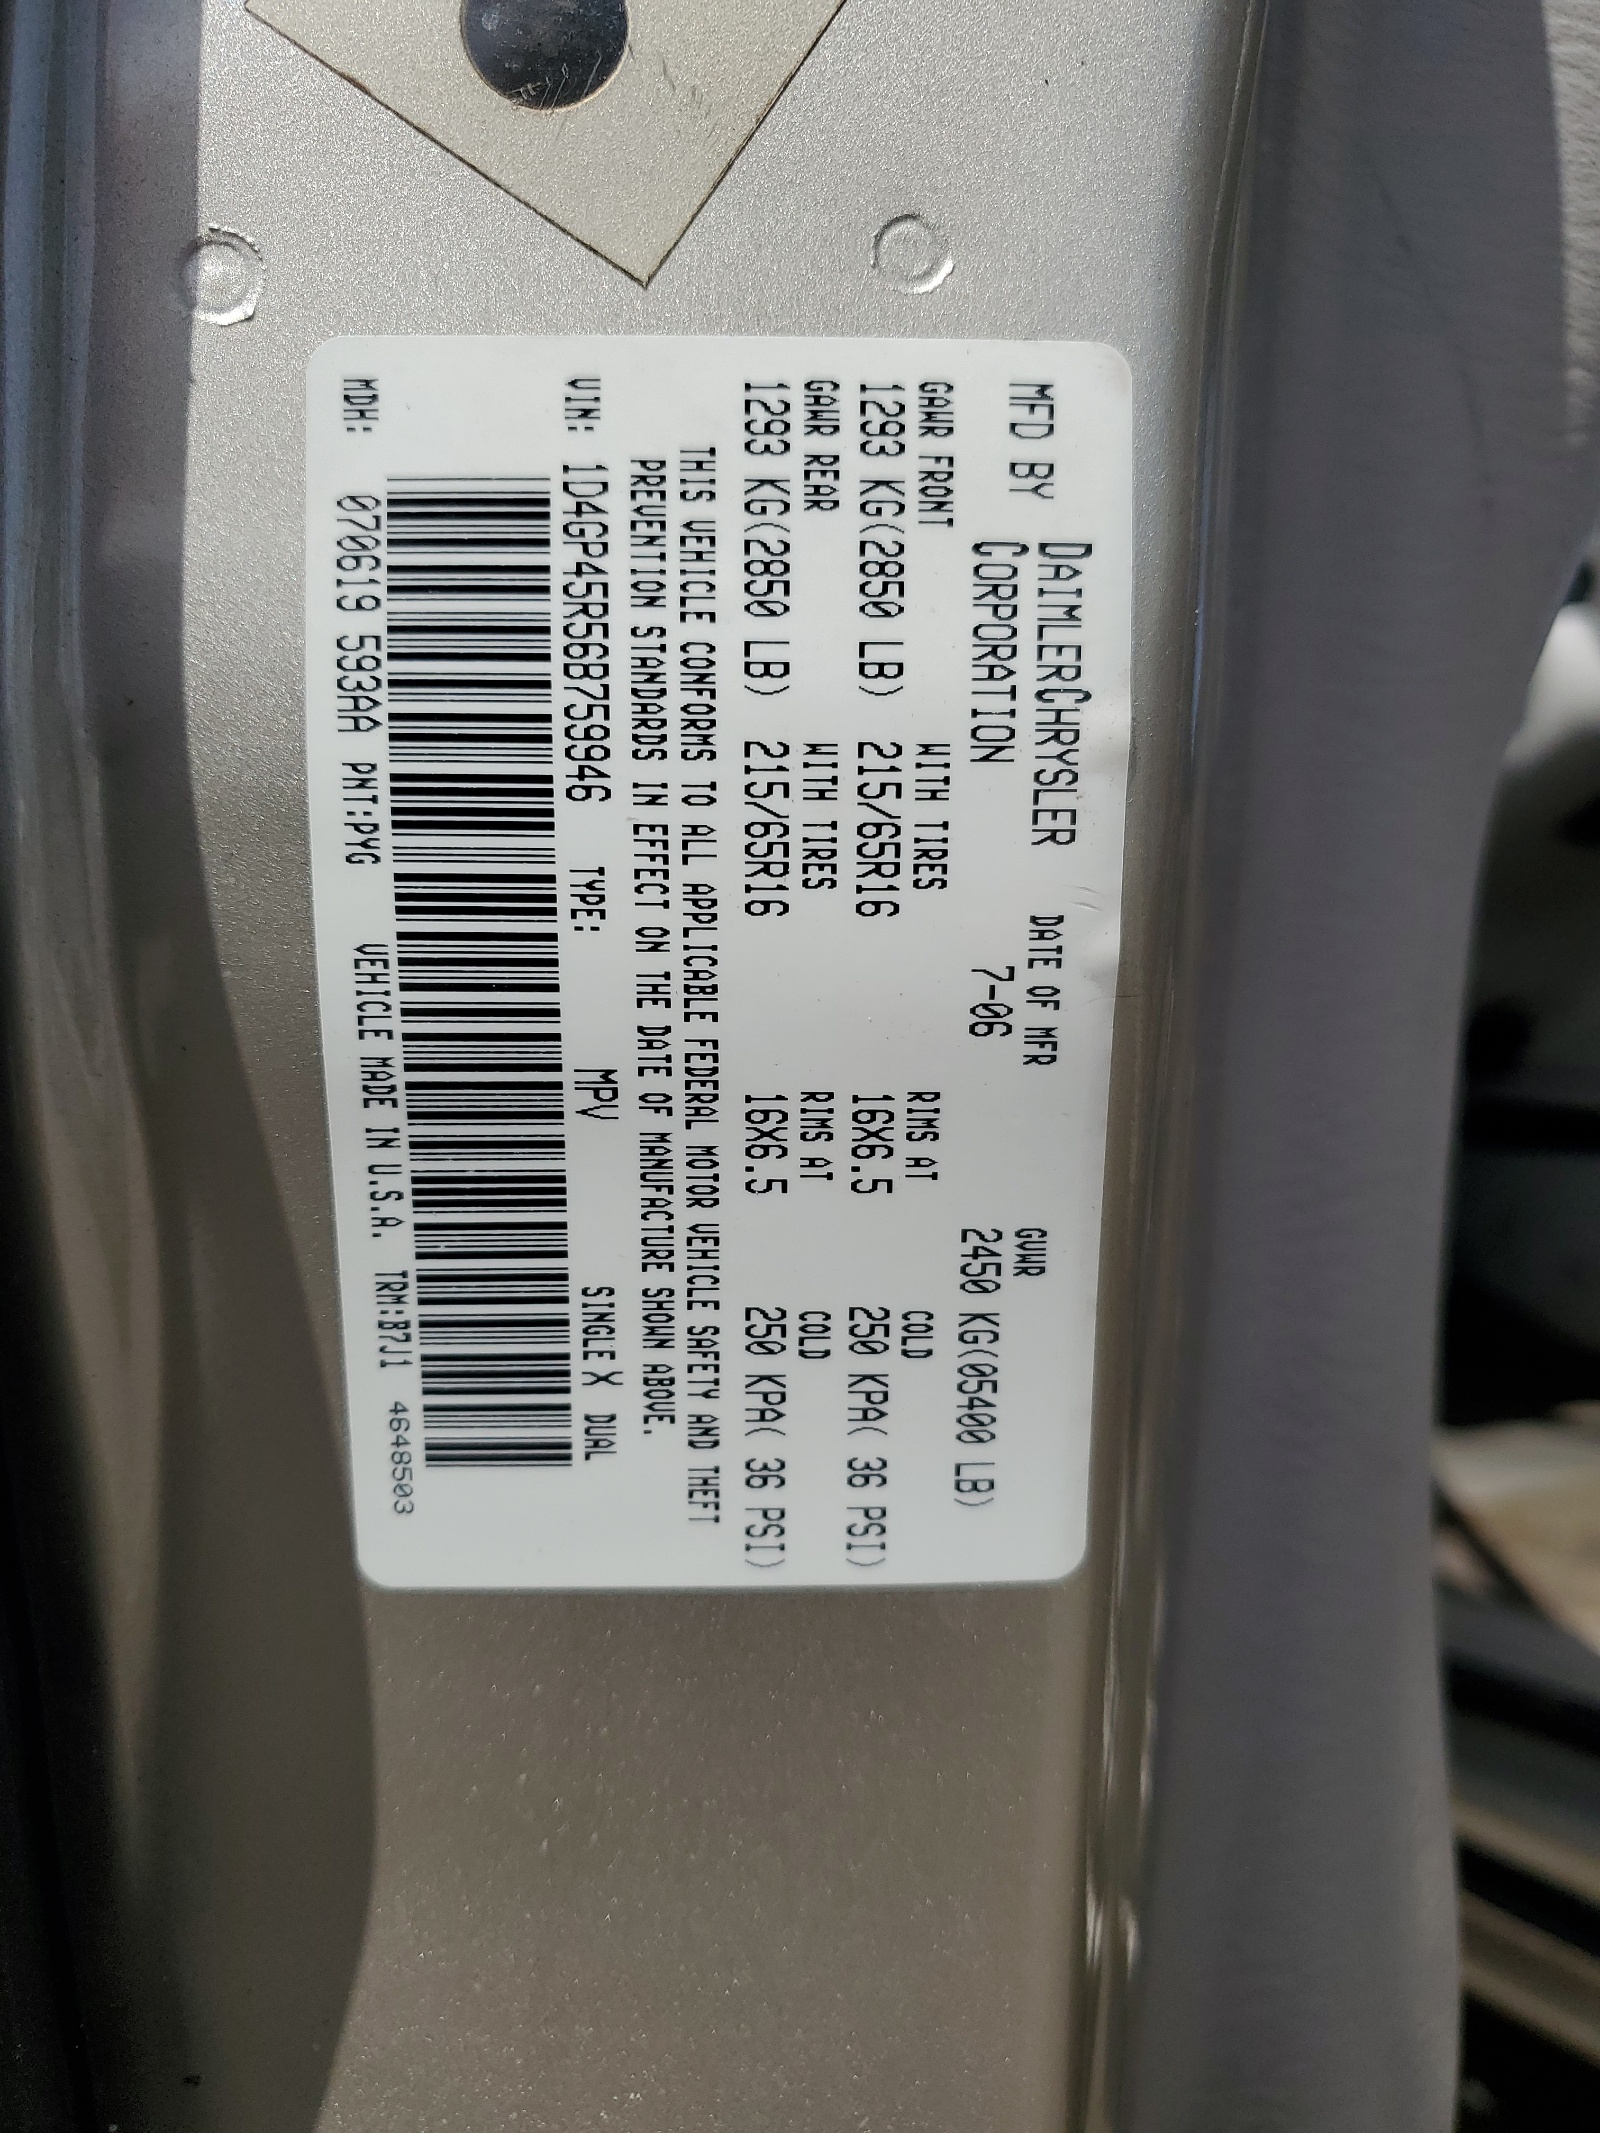 MFD BY DAIMLERCHRYSLER DATE OF MFR GVWR
CORPORATION 7-06 2450 KG(05400 LB)
GAWR FRONT WITH TIRES RIMS AT COLD
1293 KG(2850 LB) 215/65R16 16X6.5 250 KPA( 36 PSI)
GAWR REAR WITH TIRES RIMS AT COLD
1293 KG(2850 LB) 215/65R16 16X6.5 250 KPA( 36 PSI)
THIS VEHICLE CONFORMS TO ALL APPLICABLE FEDERAL MOTOR VEHICLE SAFETY AND THEFT
PREVENTION STANDARDS IN EFFECT ON THE DATE OF MANUFACTURE SHOWN ABOVE.
VIN: 1D4GP45R56B759946 TYPE: MPV SINGLE X DUAL
MDH: 070619 593AA PNT:PYG VEHICLE MADE IN U.S.A. TRM:B7J1 4648503